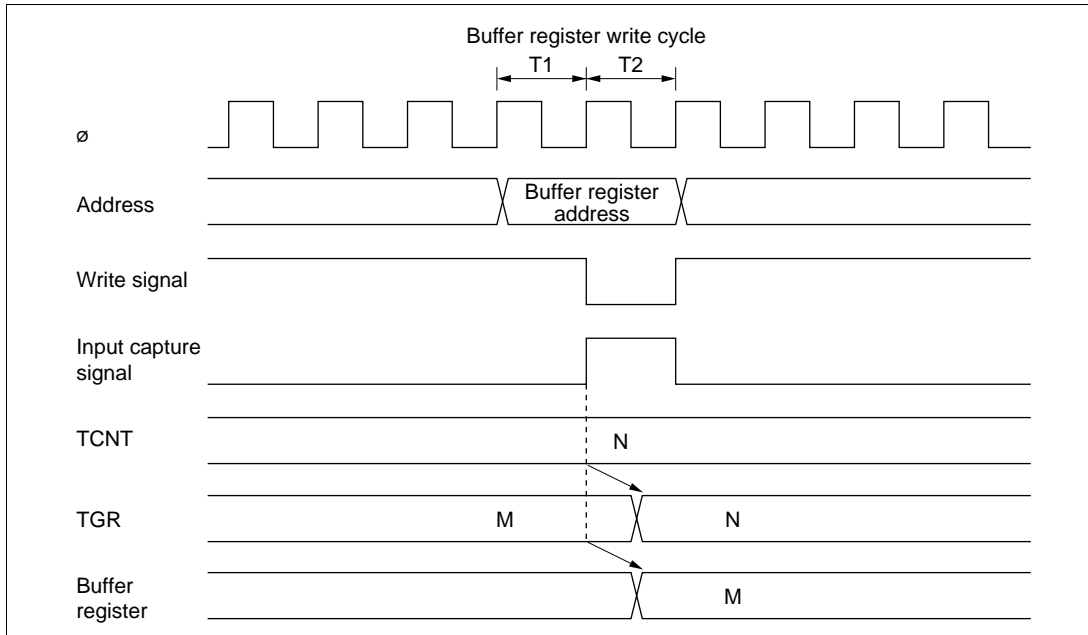 Buffer register write cycle
T1 T2
ø
Address
Buffer register
address
Write signal
Input capture
signal
TCNT
N
TGR
M N
Buffer
register
M